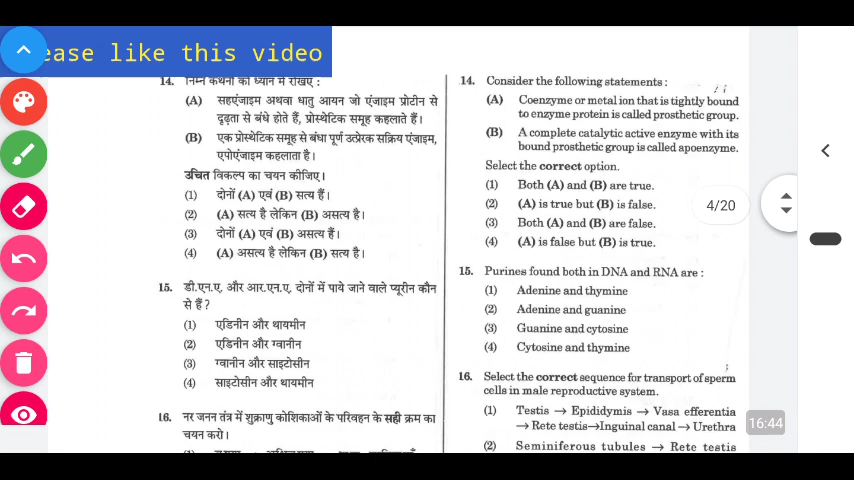 ease like this video
14. निम्न कथनों को ध्यान में रखिए :
(A) सहएंजाइम अथवा धातु आयन जो एंजाइम प्रोटीन से
दृढ़ता से बंधे होते हैं, प्रोस्थेटिक समूह कहलाते हैं।
(B) एक प्रोस्थेटिक समूह से बंधा पूर्ण उत्प्रेरक सक्रिय एंजाइम,
एपोएंजाइम कहलाता है।
उचित विकल्प का चयन कीजिए।
(1) दोनों (A) एवं (B) सत्य हैं।
(2) (A) सत्य है लेकिन (B) असत्य है।
(3) दोनों (A) एवं (B) असत्य हैं।
(4) (A) असत्य है लेकिन (B) सत्य है।
15. डी.एन.ए. और आर.एन.ए. दोनों में पाये जाने वाले प्यूरीन कौन
से हैं ?
(1) एडिनीन और थायमीन
(2) एडिनीन और ग्वानीन
(3) ग्वानीन और साइटोसीन
(4) साइटोसीन और थायमीन
16. नर जनन तंत्र में शुक्राणु कोशिकाओं के परिवहन के सही क्रम का
चयन करो।
14. Consider the following statements :
(A) Coenzyme or metal ion that is tightly bound
to enzyme protein is called prosthetic group.
(B) A complete catalytic active enzyme with its
bound prosthetic group is called apoenzyme.
Select the correct option.
(1) Both (A) and (B) are true.
(2) (A) is true but (B) is false.
(3) Both (A) and (B) are false.
(4) (A) is false but (B) is true.
15. Purines found both in DNA and RNA are :
(1) Adenine and thymine
(2) Adenine and guanine
(3) Guanine and cytosine
(4) Cytosine and thymine
16. Select the correct sequence for transport of sperm
cells in male reproductive system.
(1) Testis → Epididymis → Vasa efferentia
→ Rete testis→Inguinal canal → Urethra
(2) Seminiferous tubules → Rete testis
4/20
16:44